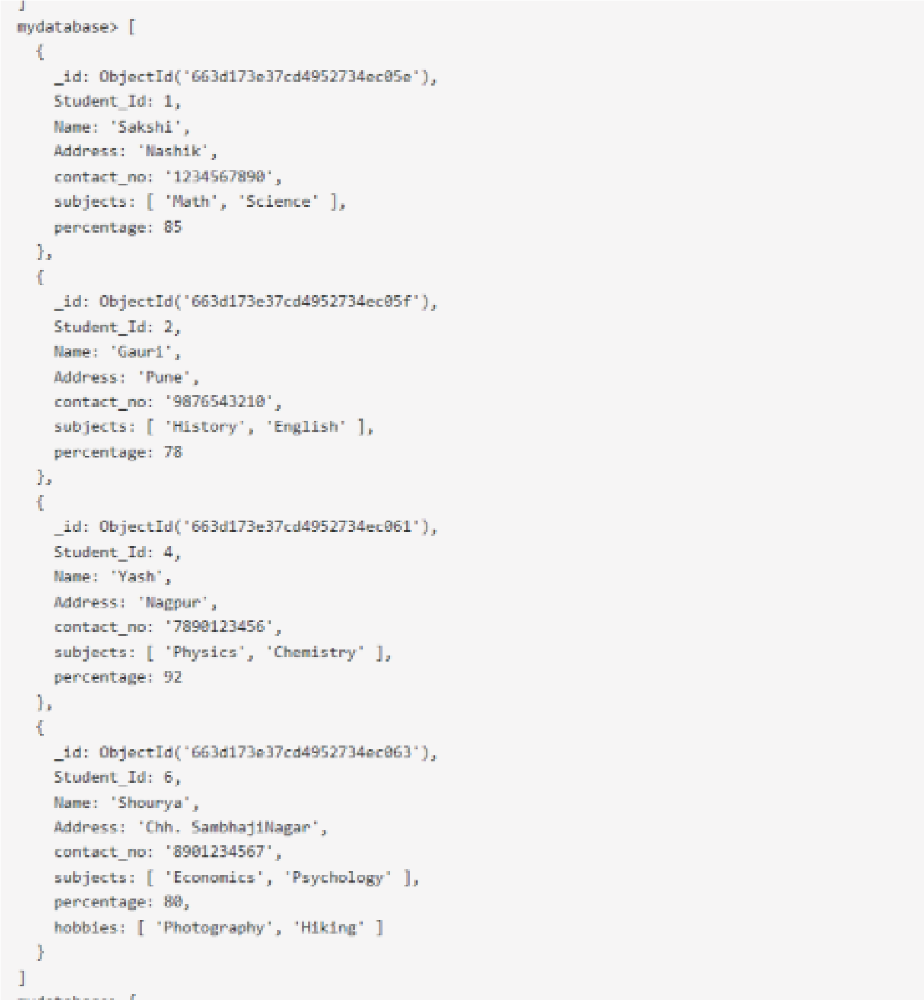 ]
mydatabase> [
  {
    _id: ObjectId('663d173e37cd4952734ec05e'),
    Student_Id: 1,
    Name: 'Sakshi',
    Address: 'Nashik',
    contact_no: '1234567890',
    subjects: [ 'Math', 'Science' ],
    percentage: 85
  },
  {
    _id: ObjectId('663d173e37cd4952734ec05f'),
    Student_Id: 2,
    Name: 'Gauri',
    Address: 'Pune',
    contact_no: '9876543210',
    subjects: [ 'History', 'English' ],
    percentage: 78
  },
  {
    _id: ObjectId('663d173e37cd4952734ec061'),
    Student_Id: 4,
    Name: 'Yash',
    Address: 'Nagpur',
    contact_no: '7890123456',
    subjects: [ 'Physics', 'Chemistry' ],
    percentage: 92
  },
  {
    _id: ObjectId('663d173e37cd4952734ec063'),
    Student_Id: 6,
    Name: 'Shourya',
    Address: 'Chh. SambhajiNagar',
    contact_no: '8901234567',
    subjects: [ 'Economics', 'Psychology' ],
    percentage: 80,
    hobbies: [ 'Photography', 'Hiking' ]
  }
]